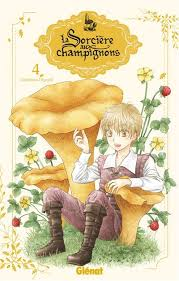 La Sorcière
aux
champignons
4.
Glénat